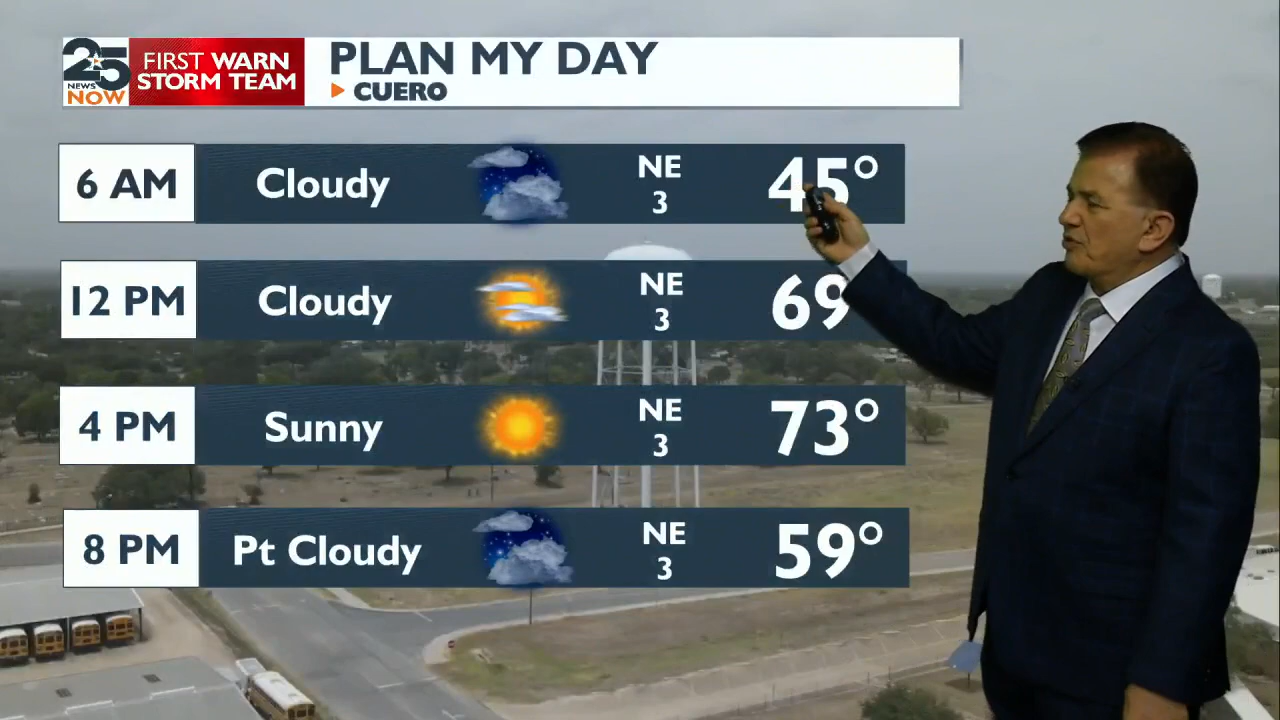 25
NEWS
NOW
FIRST WARN
STORM TEAM
PLAN MY DAY
CUERO
6 AM Cloudy NE 3 45°
12 PM Cloudy NE 3 69
4 PM Sunny NE 3 73°
8 PM Pt Cloudy NE 3 59°